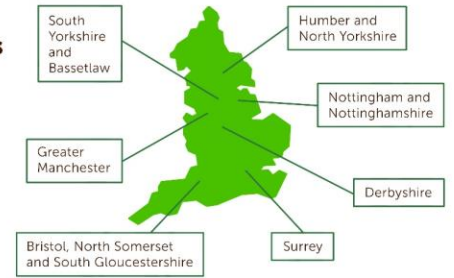 s
South
Yorkshire
and
Bassetlaw
Humber and
North Yorkshire
Nottingham and
Nottinghamshire
Greater
Manchester
Derbyshire
Bristol, North Somerset
and South Gloucestershire
Surrey